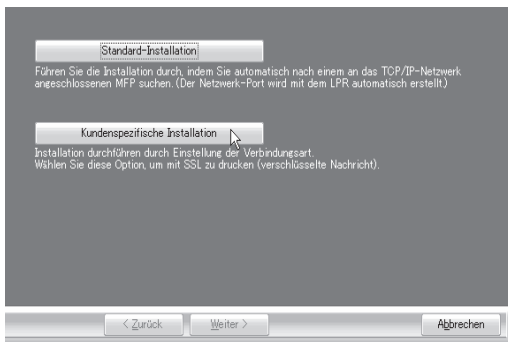 Standard-Installation
Führen Sie die Installation durch, indem Sie automatisch nach einem an das TCP/IP-Netzwerk
angeschlossenen MFP suchen. (Der Netzwerk-Port wird mit dem LPR automatisch erstellt.)
Kundenspezifische Installation
Installation durchführen durch Einstellung der Verbindungsart.
Wählen Sie diese Option, um mit SSL zu drucken (verschlüsselte Nachricht).
< Zurück Weiter > Abbrechen